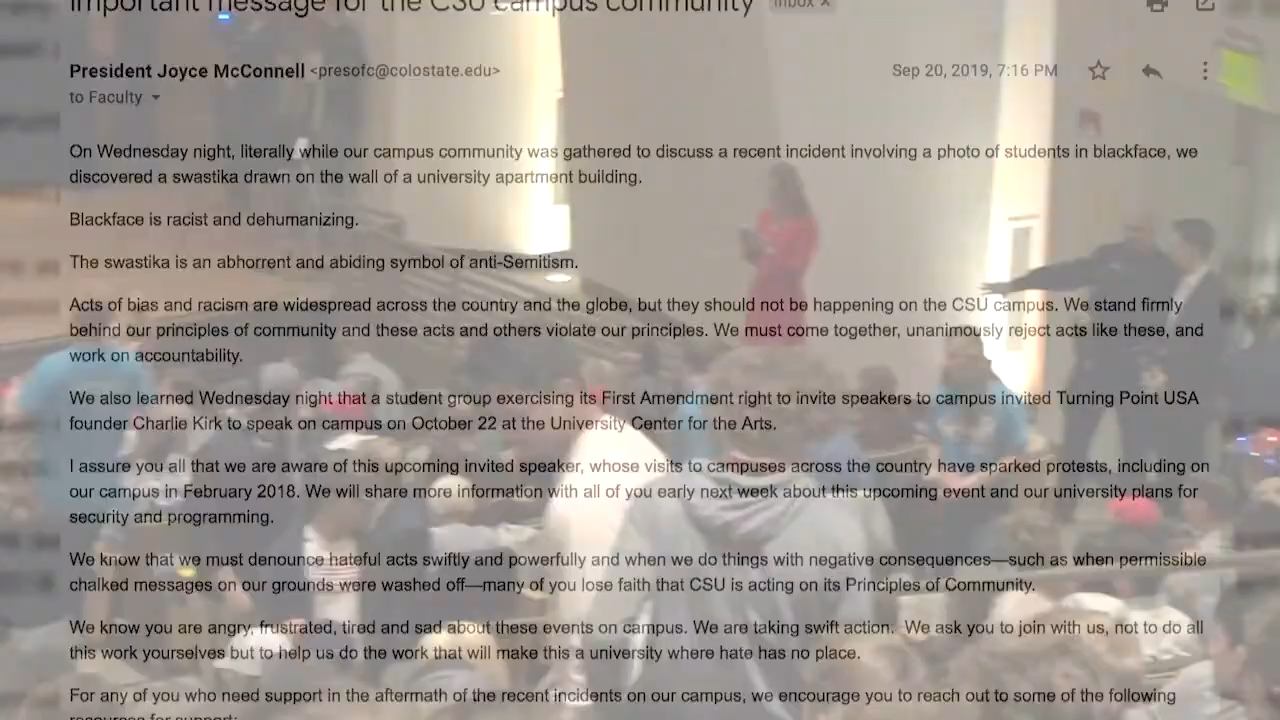 Important message for the CSU campus community Inbox x
President Joyce McConnell <presofc@colostate.edu> Sep 20, 2019, 7:16 PM
to Faculty
On Wednesday night, literally while our campus community was gathered to discuss a recent incident involving a photo of students in blackface, we
discovered a swastika drawn on the wall of a university apartment building.
Blackface is racist and dehumanizing.
The swastika is an abhorrent and abiding symbol of anti-Semitism.
Acts of bias and racism are widespread across the country and the globe, but they should not be happening on the CSU campus. We stand firmly
behind our principles of community and these acts and others violate our principles. We must come together, unanimously reject acts like these, and
work on accountability.
We also learned Wednesday night that a student group exercising its First Amendment right to invite speakers to campus invited Turning Point USA
founder Charlie Kirk to speak on campus on October 22 at the University Center for the Arts.
I assure you all that we are aware of this upcoming invited speaker, whose visits to campuses across the country have sparked protests, including on
our campus in February 2018. We will share more information with all of you early next week about this upcoming event and our university plans for
security and programming.
We know that we must denounce hateful acts swiftly and powerfully and when we do things with negative consequences—such as when permissible
chalked messages on our grounds were washed off—many of you lose faith that CSU is acting on its Principles of Community.
We know you are angry, frustrated, tired and sad about these events on campus. We are taking swift action. We ask you to join with us, not to do all
this work yourselves but to help us do the work that will make this a university where hate has no place.
For any of you who need support in the aftermath of the recent incidents on our campus, we encourage you to reach out to some of the following
resources for support: